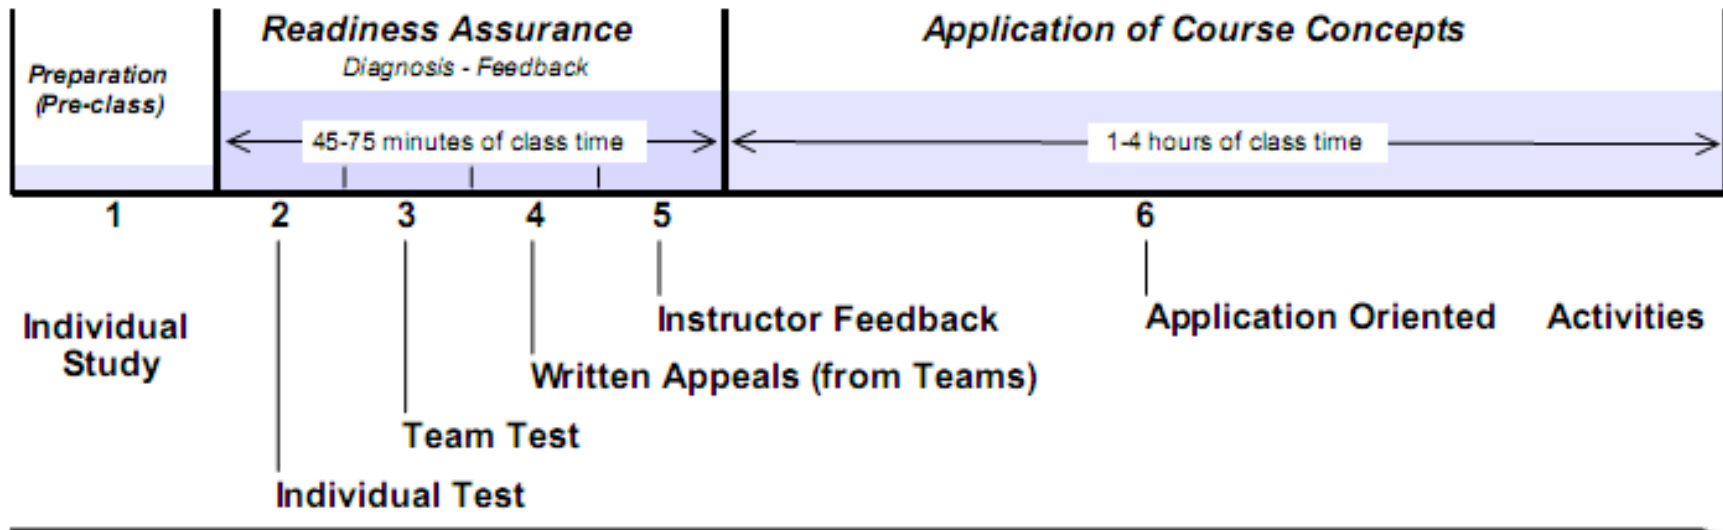 Preparation
(Pre-class)
Readiness Assurance
Diagnosis - Feedback
Application of Course Concepts
45-75 minutes of class time
1-4 hours of class time
1
2
3
4
5
6
Individual
Study
Instructor Feedback
Application Oriented Activities
Written Appeals (from Teams)
Team Test
Individual Test